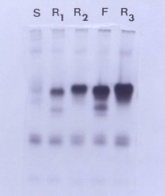 S R₁ R₂ F R₃